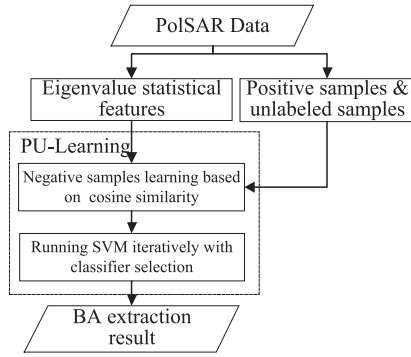 PolSAR Data
Eigenvalue statistical
features
Positive samples &
unlabeled samples
PU-Learning
Negative samples learning based
on cosine similarity
Running SVM iteratively with
classifier selection
BA extraction
result